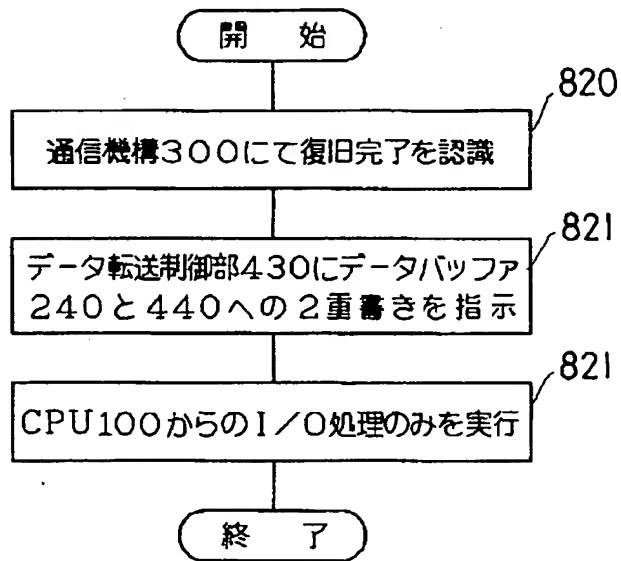 開 始
820
通信機構300にて復旧完了を認識
821
データ転送制御部430にデータバッファ
240と440への2重書きを指示
821
CPU100からのI/O処理のみを実行
終 了